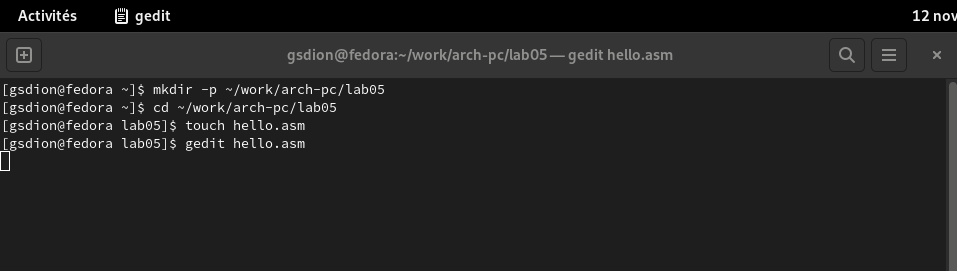 Activités gedit 12 nov
gsdion@fedora:~/work/arch-pc/lab05 — gedit hello.asm
[gsdion@fedora ~]$ mkdir -p ~/work/arch-pc/lab05
[gsdion@fedora ~]$ cd ~/work/arch-pc/lab05
[gsdion@fedora lab05]$ touch hello.asm
[gsdion@fedora lab05]$ gedit hello.asm